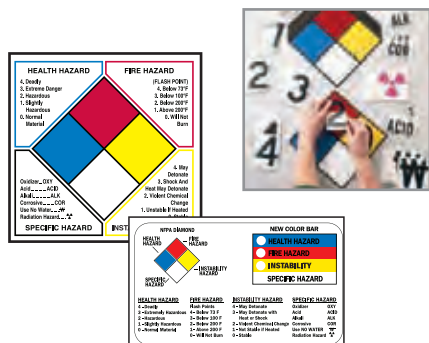 HEALTH HAZARD
4. Deadly
3. Extreme Danger
2. Hazardous
1. Slightly
Hazardous
0. Normal
Material
FIRE HAZARD
(FLASH POINT)
4. Below 73°F
3. Below 100°F
2. Below 200°F
1. Above 200°F
0. Will Not
Burn
Oxidizer OXY
Acid ACID
Alkali ALK
Corrosive COR
Use No Water W
Radiation Hazard
SPECIFIC HAZARD
4. May
Detonate
3. Shock And
Heat May Detonate
2. Violent Chemical
Change
1. Unstable If Heated
0. Stable
INST
1
2
3
4
ALK
COR
ACID
2
W
NFPA DIAMOND
HEALTH
HAZARD
FIRE
HAZARD
INSTABILITY
HAZARD
SPECIFIC
HAZARD
NEW COLOR BAR
HEALTH HAZARD
FIRE HAZARD
INSTABILITY
SPECIFIC HAZARD
HEALTH HAZARD
4 - Deadly
3 - Extremely Hazardous
2 - Hazardous
1 - Slightly Hazardous
0 - Normal Material
FIRE HAZARD
Flash Points
4 - Below 73 F
3 - Below 100 F
2 - Below 200 F
1 - Above 200 F
0 - Will Not Burn
INSTABILITY HAZARD
4 - May Detonate
3 - May Detonate with
Heat or Shock
2 - Violent Chemical Change
1 - Not Stable if Heated
0 - Stable
SPECIFIC HAZARD
Oxidizer OXY
Acid ACID
Alkali ALK
Corrosive COR
Use NO WATER W
Radiation Hazard